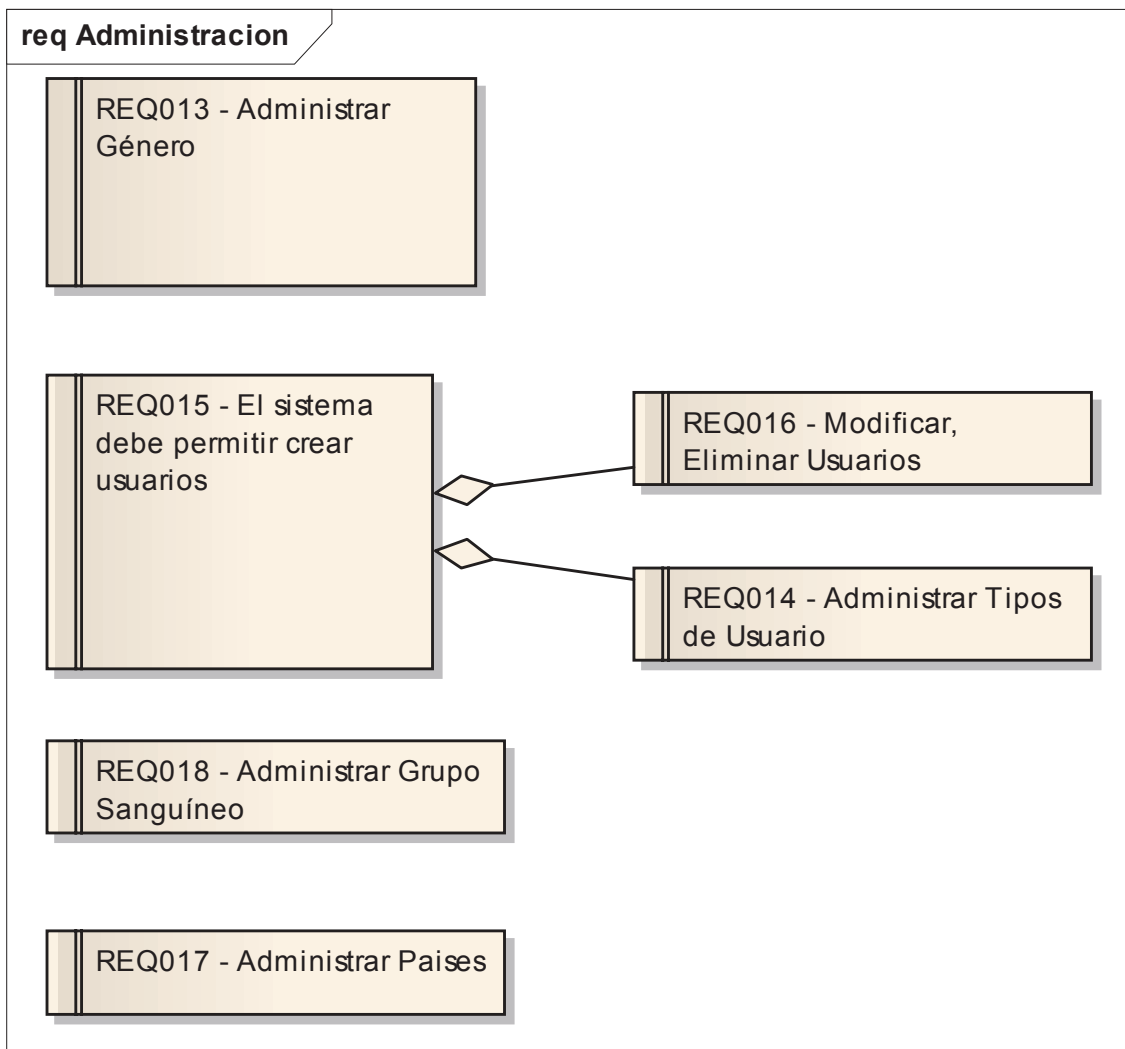 req Administracion
REQ013 - Administrar
Género
REQ015 - El sistema
debe permitir crear
usuarios
REQ016 - Modificar,
Eliminar Usuarios
REQ014 - Administrar Tipos
de Usuario
REQ018 - Administrar Grupo
Sanguíneo
REQ017 - Administrar Paises